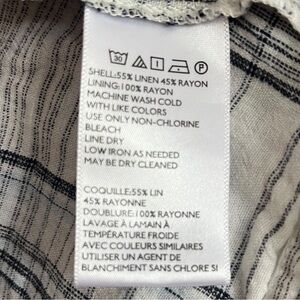 30 P
SHELL:55% LINEN 45% RAYON
LINING:100% RAYON
MACHINE WASH COLD
WITH LIKE COLORS
USE ONLY NON-CHLORINE
BLEACH
LINE DRY
LOW IRON AS NEEDED
MAY BE DRY CLEANED
COQUILLE:55% LIN
45% RAYONNE
DOUBLURE:100% RAYONNE
LAVAGE À LAMAIN À
TEMPÉRATURE FROIDE
AVEC COULEURS SIMILAIRES
UTILISER UN AGENT DE
BLANCHIMENT SANS CHLORE SI